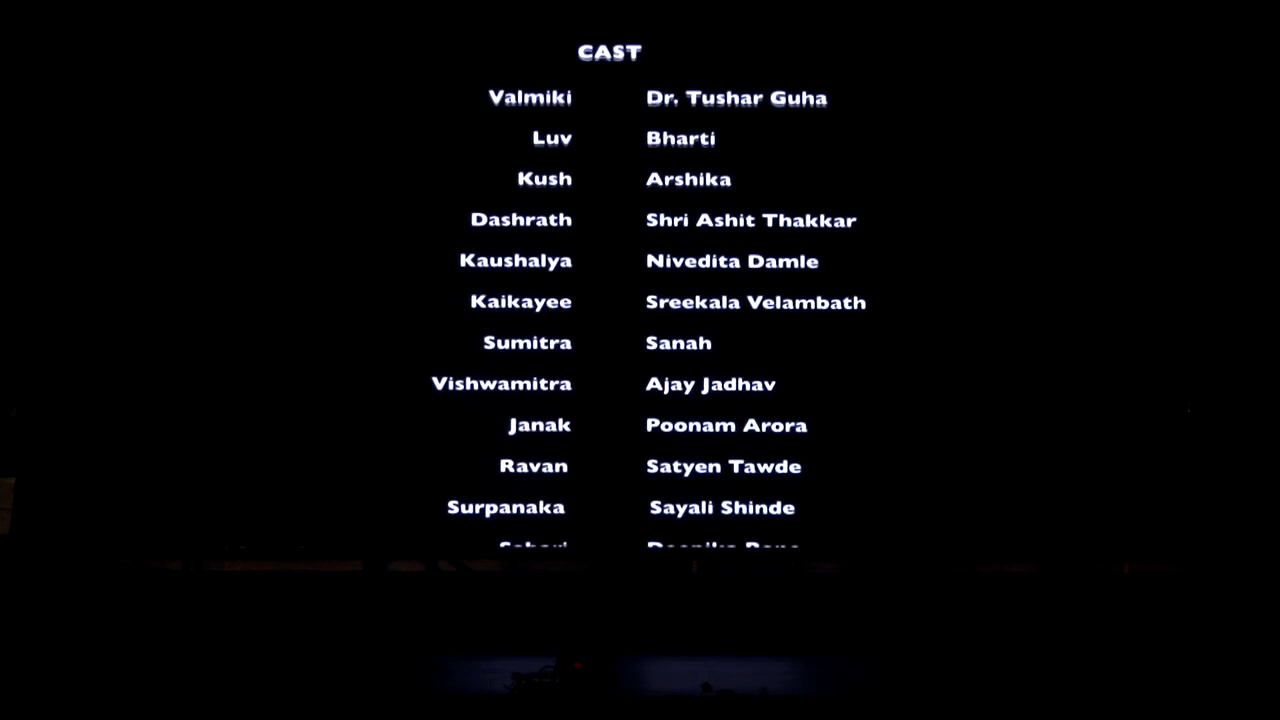 CAST
Valmiki Dr. Tushar Guha
Luv Bharti
Kush Arshika
Dashrath Shri Ashit Thakkar
Kaushalya Nivedita Damle
Kaikayee Sreekala Velambath
Sumitra Sanah
Vishwamitra Ajay Jadhav
Janak Poonam Arora
Ravan Satyen Tawde
Surpanaka Sayali Shinde